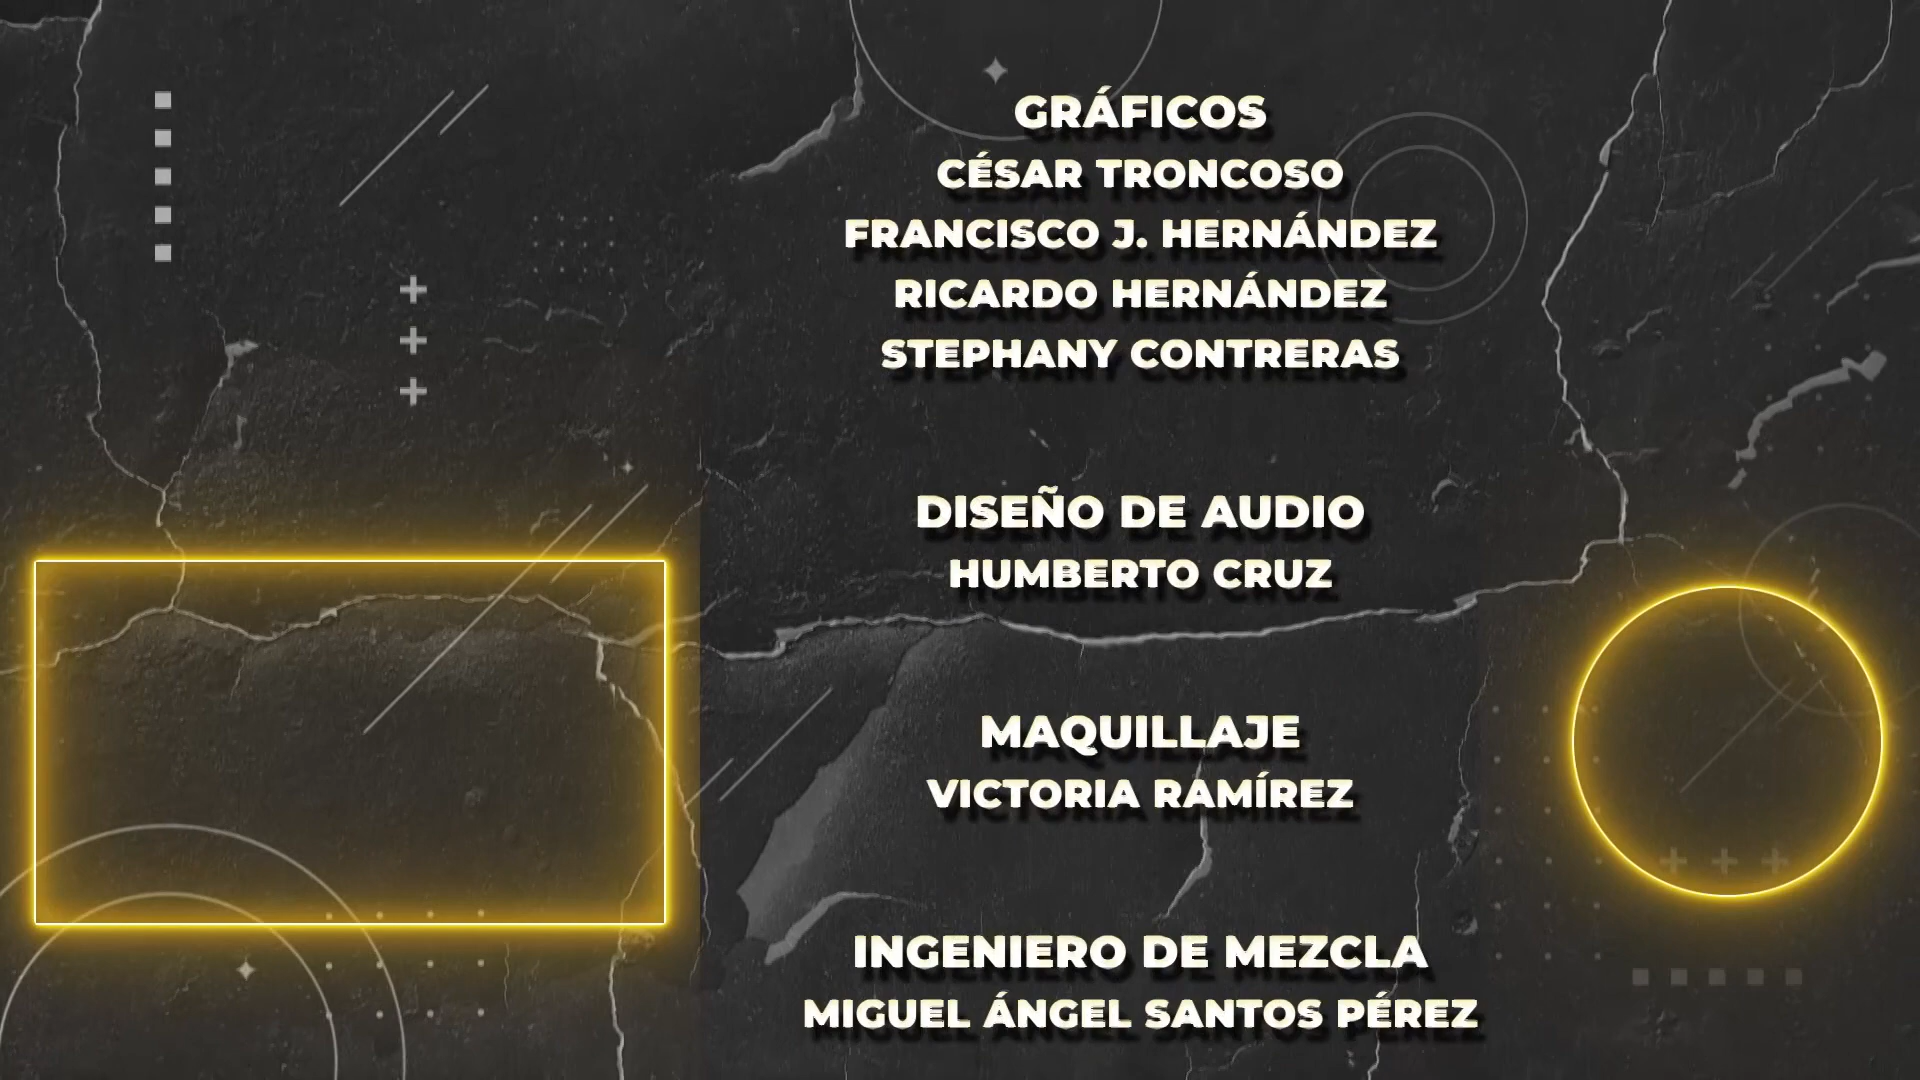 GRÁFICOS
CÉSAR TRONCOSO
FRANCISCO J. HERNÁNDEZ
RICARDO HERNÁNDEZ
STEPHANY CONTRERAS
DISEÑO DE AUDIO
HUMBERTO CRUZ
MAQUILLAJE
VICTORIA RAMÍREZ
INGENIERO DE MEZCLA
MIGUEL ÁNGEL SANTOS PÉREZ